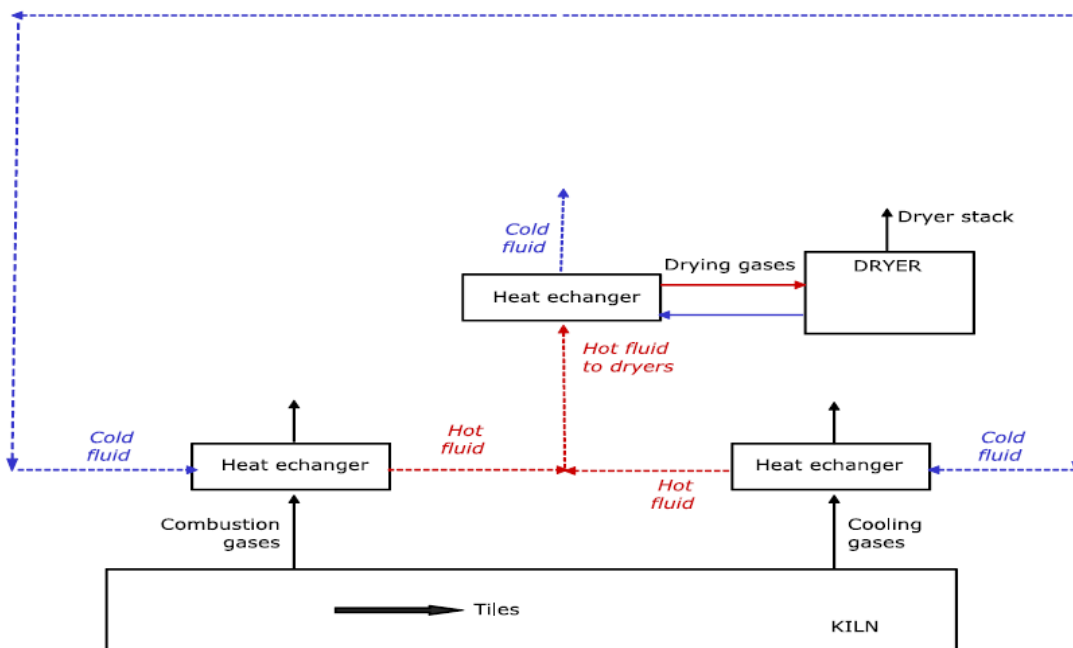 Dryer stack
Cold
fluid
Drying gases
DRYER
Heat echanger
Hot fluid
to dryers
Cold
fluid
Hot
fluid
Cold
fluid
Heat echanger
Heat echanger
Hot
fluid
Combustion
gases
Cooling
gases
Tiles
KILN